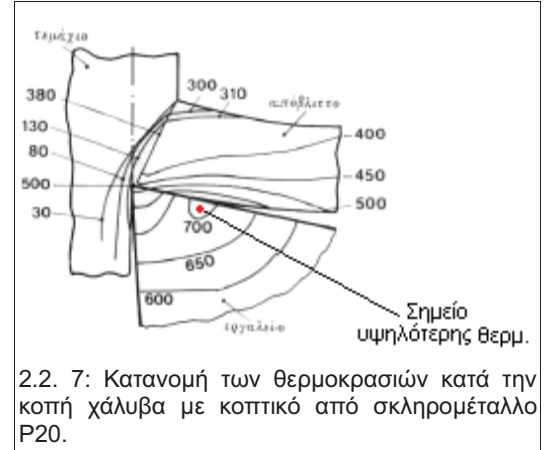 τεμάχιο
300
310
απόβλιττο
380
130
80
500
30
400
450
500
700
650
600
εργαλείο
Σημείο
υψηλότερης θερμ.
2.2. 7: Κατανομή των θερμοκρασιών κατά την
κοπή χάλυβα με κοπτικό από σκληρομέταλλο
P20.